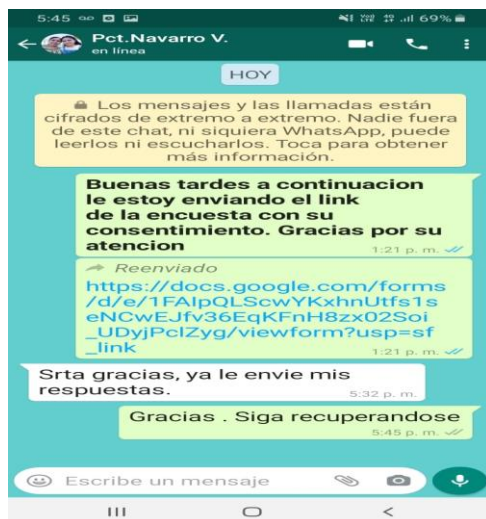 5:45
69%
Pct.Navarro V.
en línea
HOY
Los mensajes y las llamadas están
cifrados de extremo a extremo. Nadie fuera
de este chat, ni siquiera WhatsApp, puede
leerlos ni escucharlos. Toca para obtener
más información.
Buenas tardes a continuacion
le estoy enviando el link
de la encuesta con su
consentimiento. Gracias por su
atencion
1:21 p. m.
Reenviado
https://docs.google.com/forms
/d/e/1FAIpQLScwYKxhnUtfs1s
eNCwEJfv36EqKFnH8zx02Soi
_UDyjPclZyg/viewform?usp=sf
_link
1:21 p. m.
Srta gracias, ya le envie mis
respuestas.
5:32 p. m.
Gracias . Siga recuperandose
5:45 p. m.
Escribe un mensaje